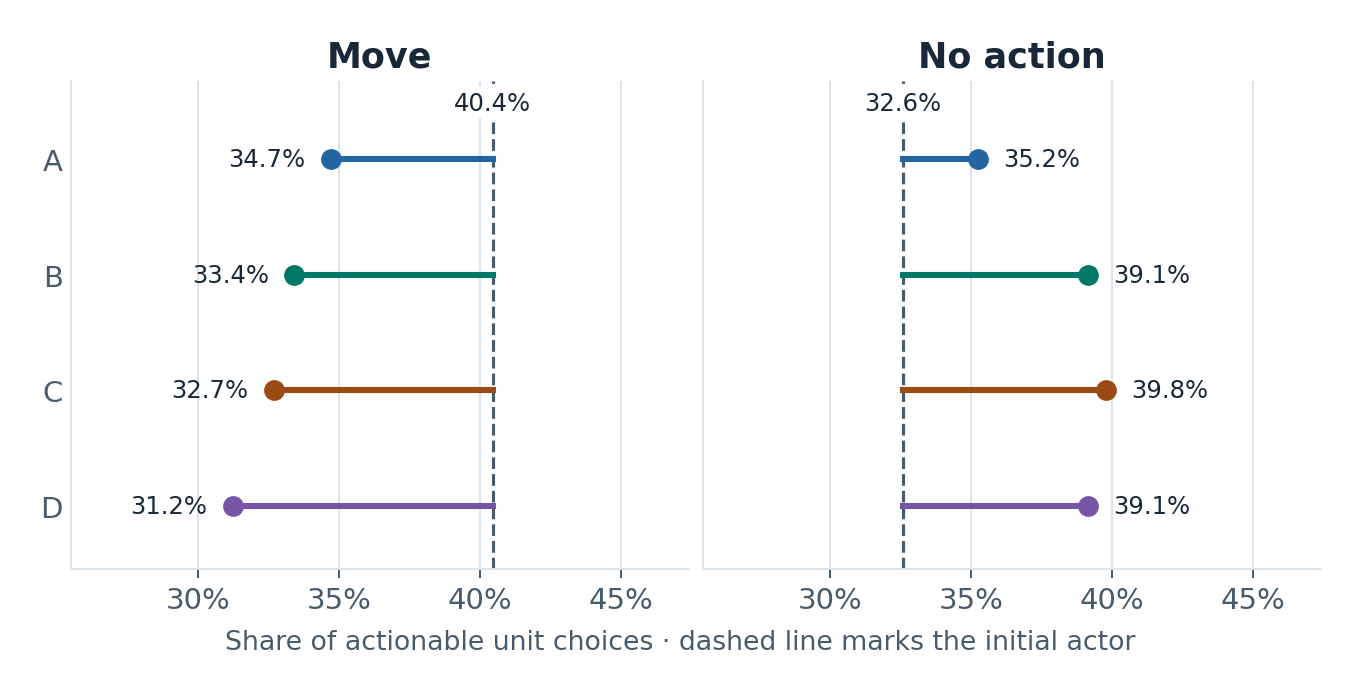 Move
No action
40.4%
32.6%
A
34.7%
35.2%
B
33.4%
39.1%
C
32.7%
39.8%
D
31.2%
39.1%
30% 35% 40% 45%
30% 35% 40% 45%
Share of actionable unit choices · dashed line marks the initial actor